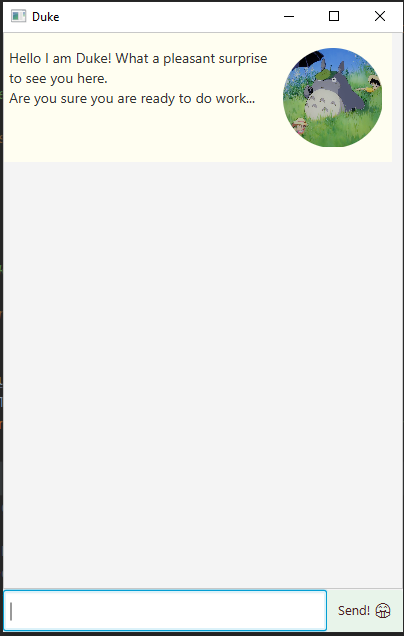 Duke
Hello I am Duke! What a pleasant surprise
to see you here.
Are you sure you are ready to do work...
Send! 🤗